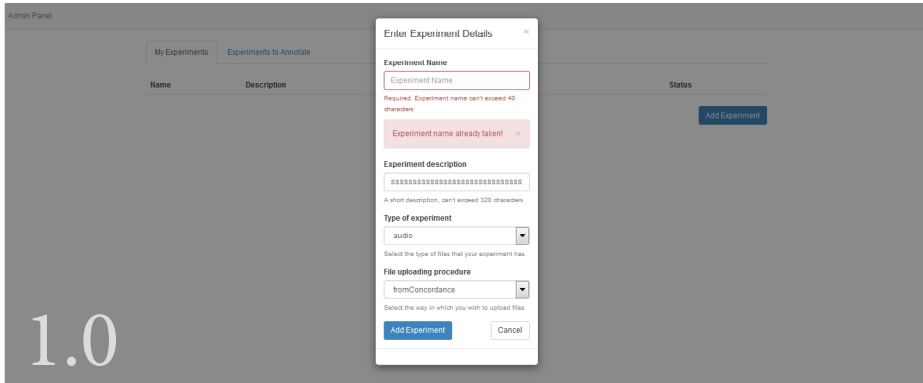 Admin Panel
My Experiments Experiments to Annotate
Name Description Status
Add Experiment
Enter Experiment Details ×
Experiment Name
Experiment Name
Required. Experiment name can't exceed 40
characters
Experiment name already taken! ×
Experiment description
ssssssssssssssssssssssssssssss
A short description, can't exceed 320 characters
Type of experiment
audio
Select the type of files that your experiment has.
File uploading procedure
fromConcordance
Select the way in which you wish to upload files.
Add Experiment Cancel
1.0